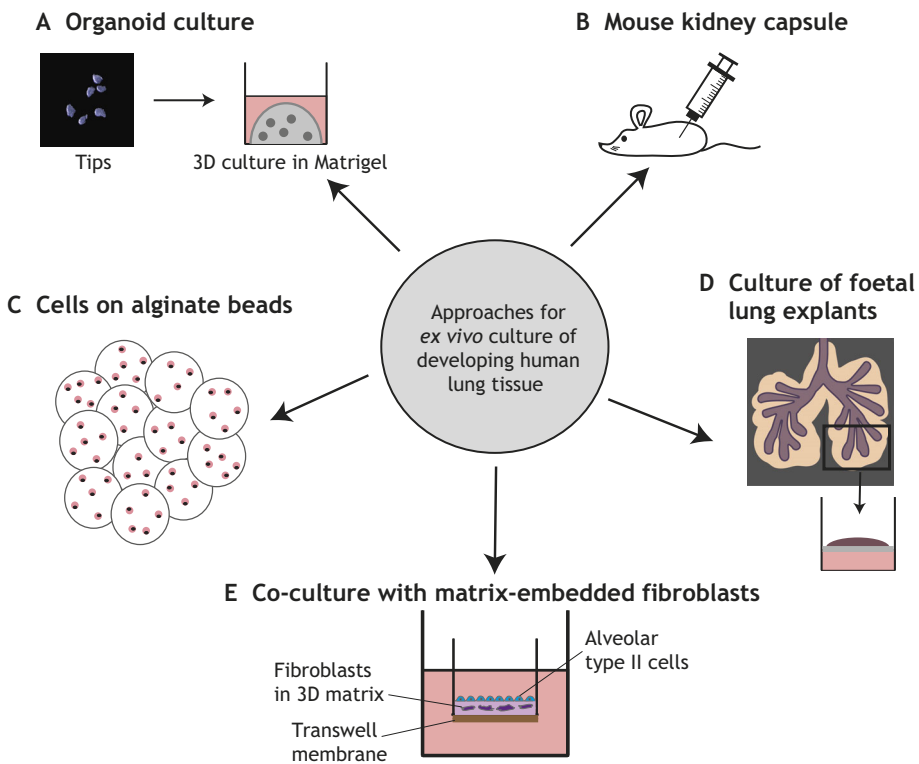 A Organoid culture
Tips
3D culture in Matrigel
B Mouse kidney capsule
C Cells on alginate beads
Approaches for
ex vivo culture of
developing human
lung tissue
D Culture of foetal
lung explants
E Co-culture with matrix-embedded fibroblasts
Fibroblasts
in 3D matrix
Transwell
membrane
Alveolar
type II cells